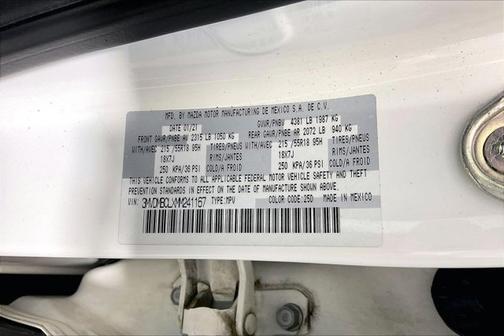 MFD. BY MAZDA MOTOR MANUFACTURING DE MEXICO S.A. DE C.V.
DATE 01/21 GVWR/PNBV 4381 LB 1987 KG
FRONT GAWR/PNBE AV 2315 LB 1050 KG REAR GAWR/PNBE AR 2072 LB 940 KG
WITH/AVEC 215/55R18 95H TIRES/PNEUS WITH/AVEC 215/55R18 95H TIRES/PNEUS
18X7J RIMS/JANTES 18X7J RIMS/JANTES
250 KPA/36 PSI COLD/A FROID 250 KPA/36 PSI COLD/A FROID
THIS VEHICLE CONFORMS TO ALL APPLICABLE FEDERAL MOTOR VEHICLE SAFETY AND THEFT
PREVENTION STANDARDS IN EFFECT ON THE DATE OF MANUFACTURE SHOWN ABOVE.
VIN: TYPE:MPV COLOR CODE:25D MADE IN MEXICO